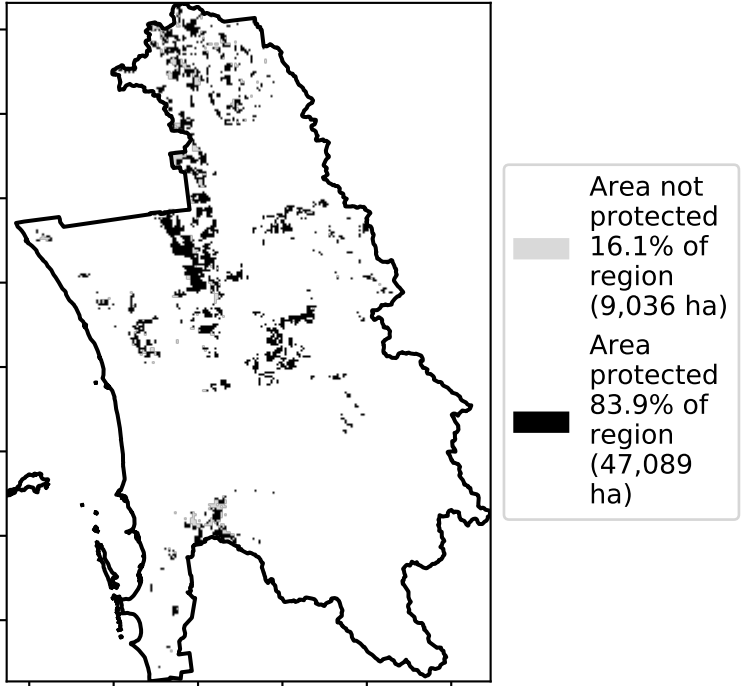 Area not
protected
16.1% of
region
(9,036 ha)
Area
protected
83.9% of
region
(47,089
ha)